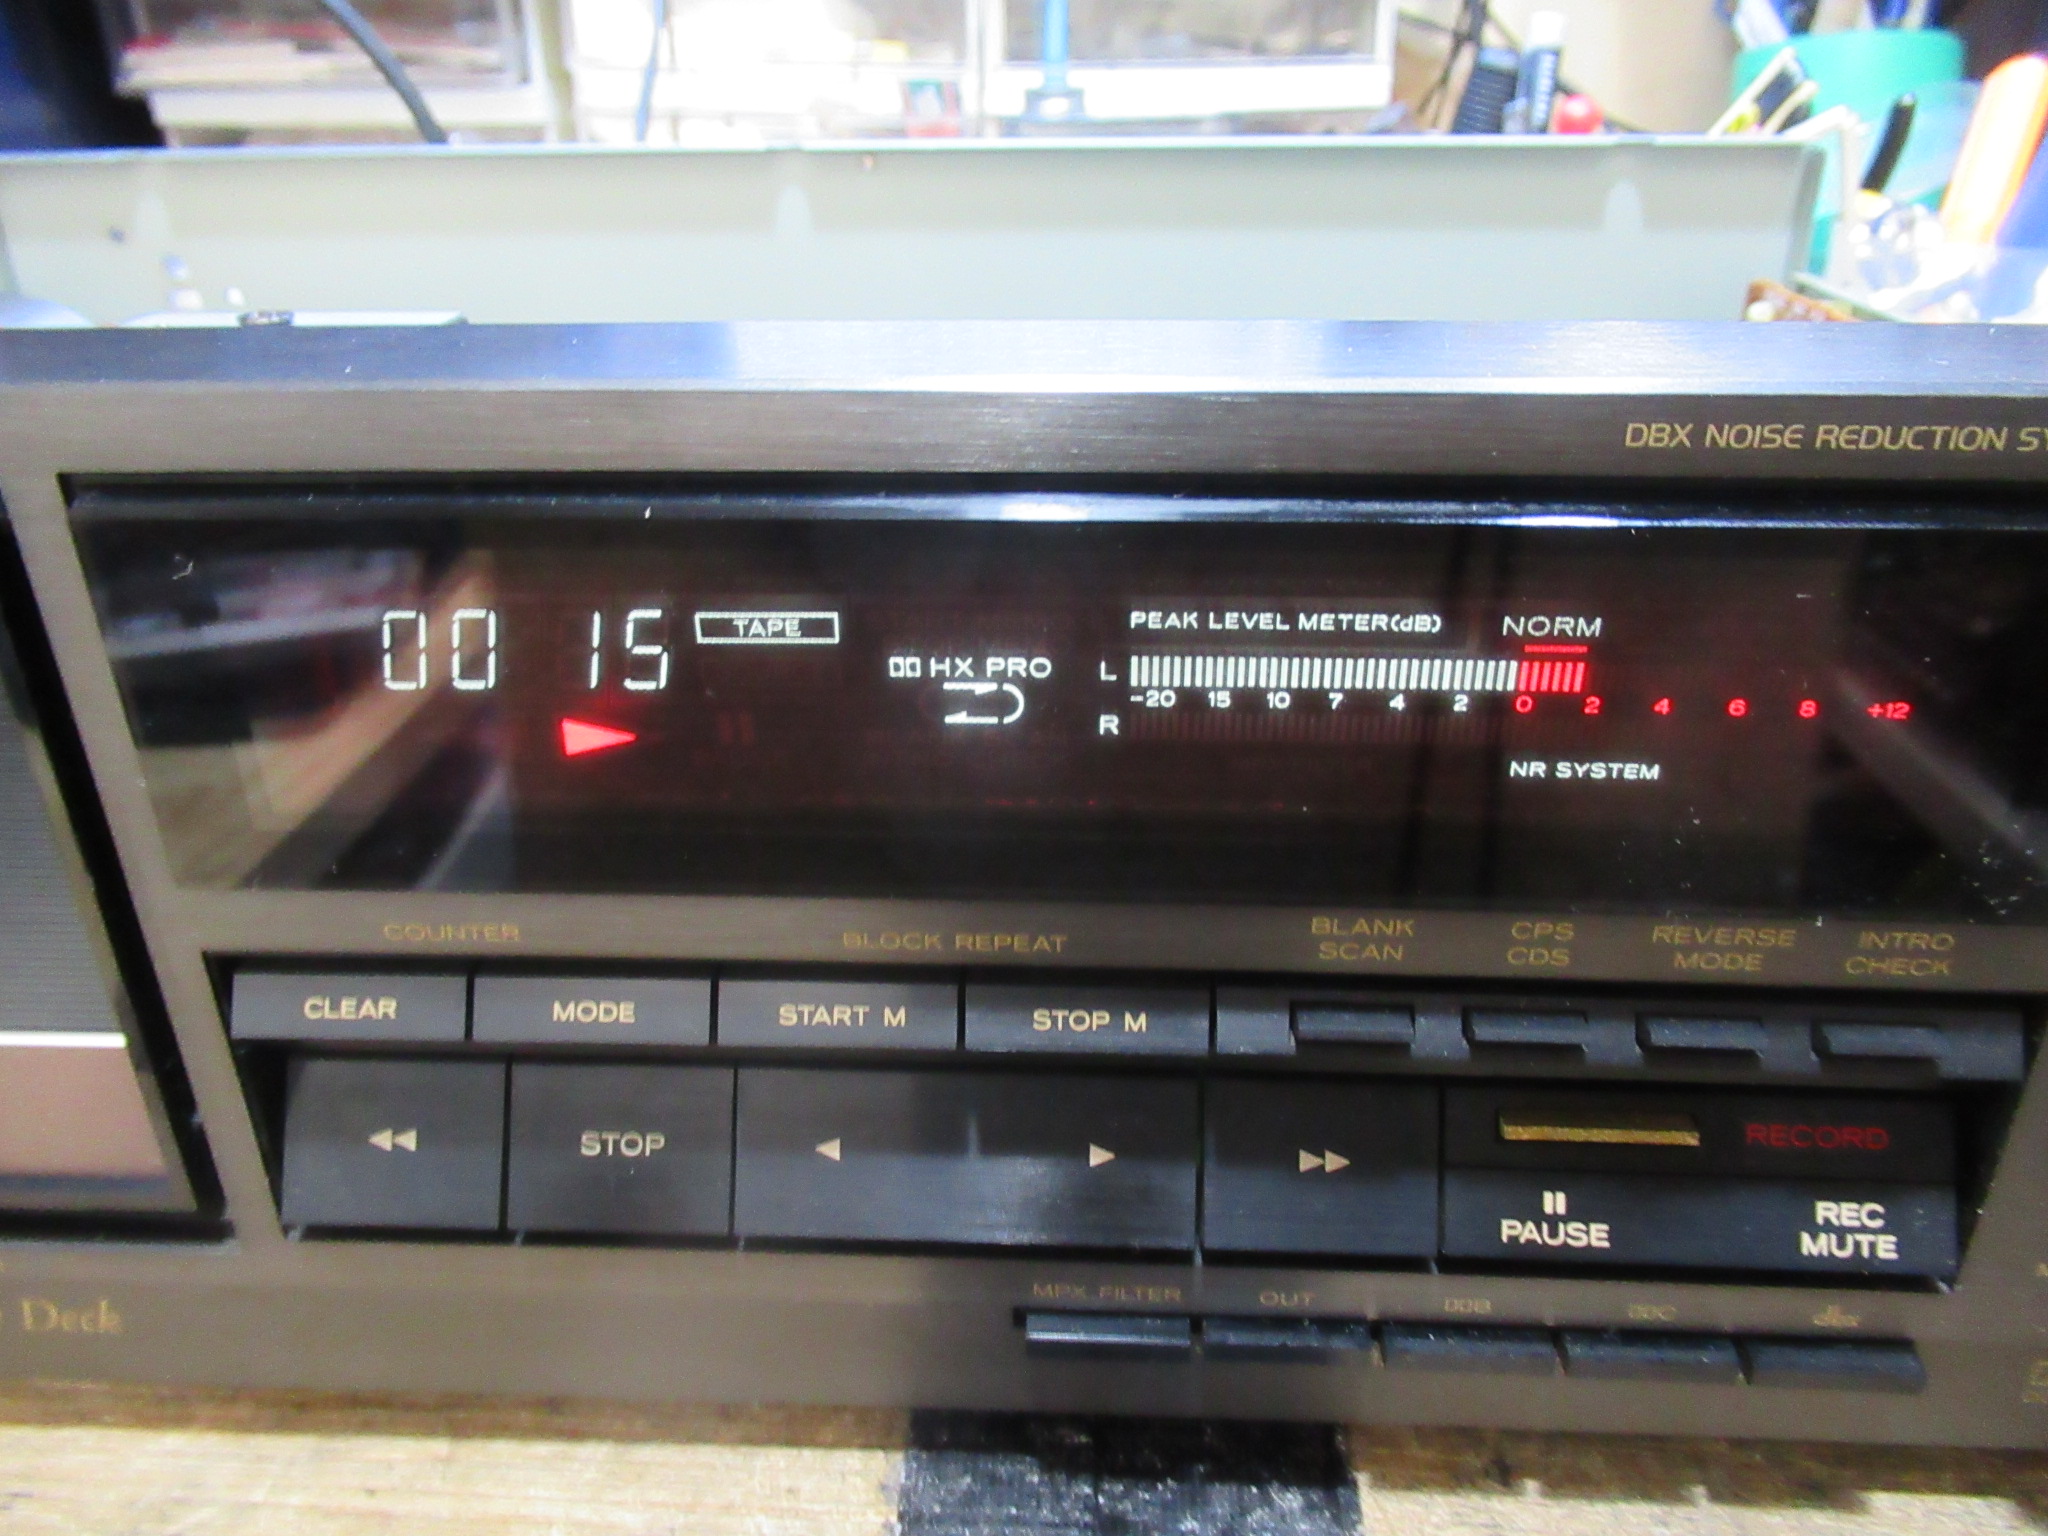 DBX NOISE REDUCTION SY
00 15
TAPE
HX PRO
PEAK LEVEL METER(dB)
NORM
L
-20 15 10 7 4 2 0 2 4 6 8 +12
R
NR SYSTEM
COUNTER
BLOCK REPEAT
BLANK
SCAN
CPS
CDS
REVERSE
MODE
INTRO
CHECK
CLEAR
MODE
START M
STOP M
STOP
RECORD
PAUSE
REC
MUTE
Deck
MPX FILTER
OUT
B
C
dbx